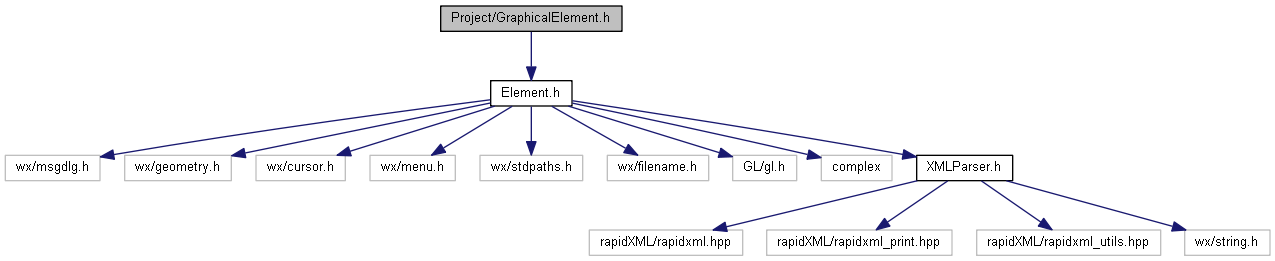 Project/GraphicalElement.h
Element.h
wx/msgdlg.h
wx/geometry.h
wx/cursor.h
wx/menu.h
wx/stdpaths.h
wx/filename.h
GL/gl.h
complex
XMLParser.h
rapidXML/rapidxml.hpp
rapidXML/rapidxml_print.hpp
rapidXML/rapidxml_utils.hpp
wx/string.h